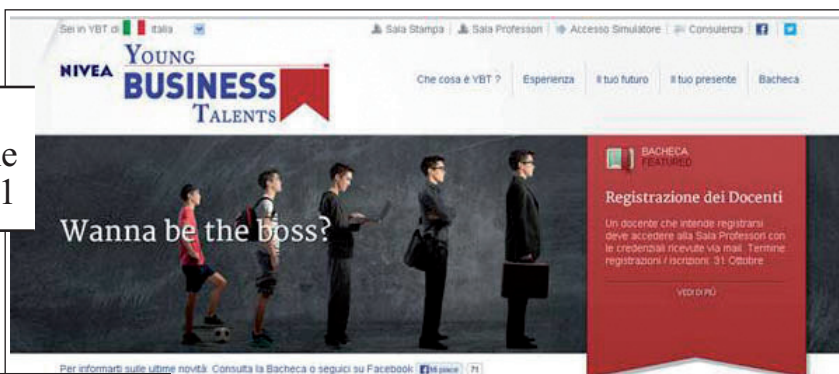 Sei in YBT di Italia
Sala Stampa Sala Professori Accesso Simulatore Consulenza
NIVEA
YOUNG
BUSINESS
TALENTS
Che cosa è YBT ? Esperienza Il tuo futuro Il tuo presente Bacheca
e
1
BACHECA
FEATURED
Registrazione dei Docenti
Un docente che intende registrarsi
deve accedere alla Sala Professori con
le credenziali ricevute via mail. Termine
registrazioni / iscrizioni: 31 Ottobre
VEDI DI PIÙ
Wanna be the boss?
Per informarti sulle ultime novità: Consulta la Bacheca o seguici su Facebook Mi piace 71